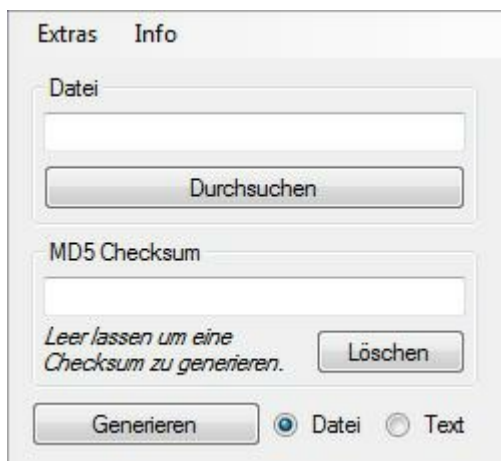 Extras Info
Datei
Durchsuchen
MD5 Checksum
Leer lassen um eine
Checksum zu generieren.
Löschen
Generieren Datei Text